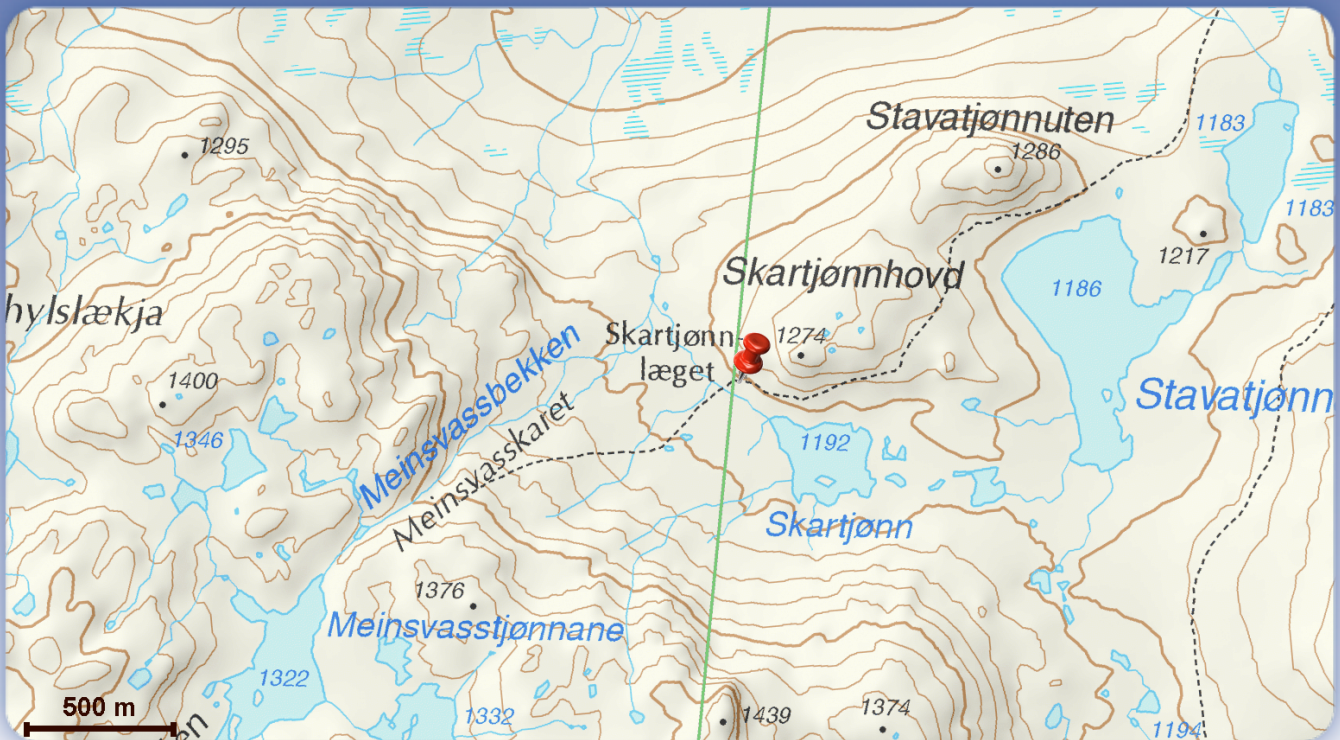 Stavatjønnuten
1183
1295
1286
1183
1217
Skartjønnhovd
1186
hylslækja
Skartjønn-
læget
1274
1400
Meinsvassbekken
Stavatjønn
Meinsvasskaret
1346
1192
Skartjønn
1376
Meinsvasstjønnane
1322
500 m
1332
1439
1374
en
1194